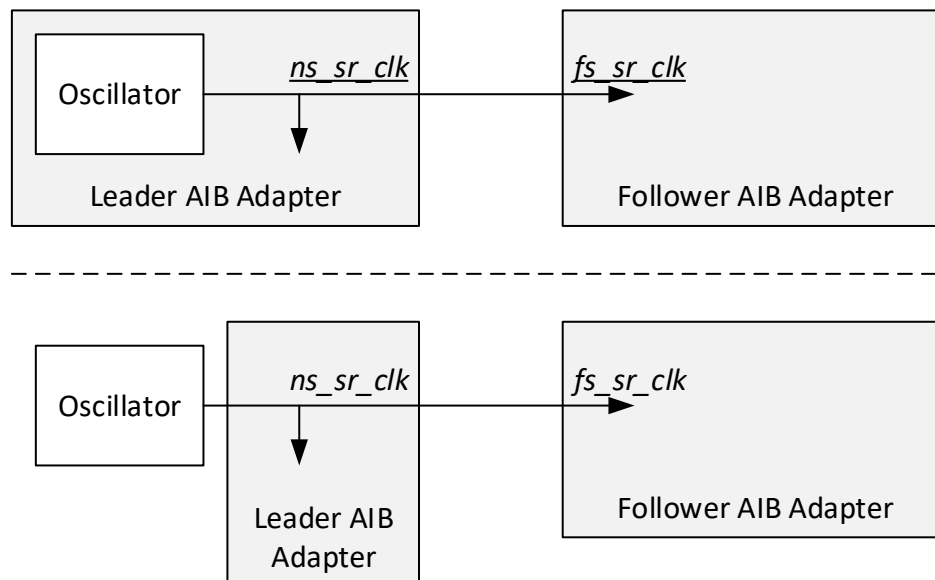 ns_sr_clk
fs_sr_clk
Oscillator
Leader AIB Adapter
Follower AIB Adapter
ns_sr_clk
fs_sr_clk
Oscillator
Leader AIB
Adapter
Follower AIB Adapter